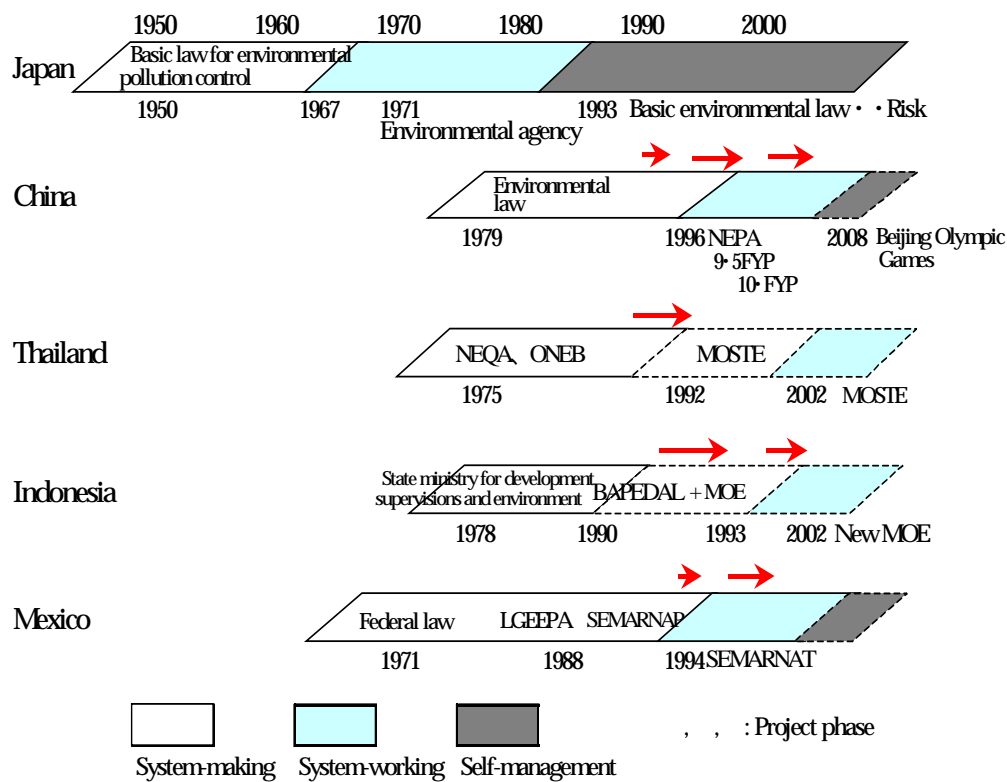 1950 1960 1970 1980 1990 2000
Japan
Basic law for environmental
pollution control
1950 1967 1971 1993 Basic environmental law・・Risk
Environmental agency
China
Environmental
law
1979 1996 NEPA 2008 Beijing Olympic
9・5FYP Games
10・FYP
Thailand
NEQA、ONEB MOSTE
1975 1992 2002 MOSTE
Indonesia
State ministry for development
supervisions and environment BAPEDAL + MOE
1978 1990 1993 2002 New MOE
Mexico
Federal law LGEEPA SEMARNAP
1971 1988 1994 SEMARNAT
, , : Project phase
System-making System-working Self-management